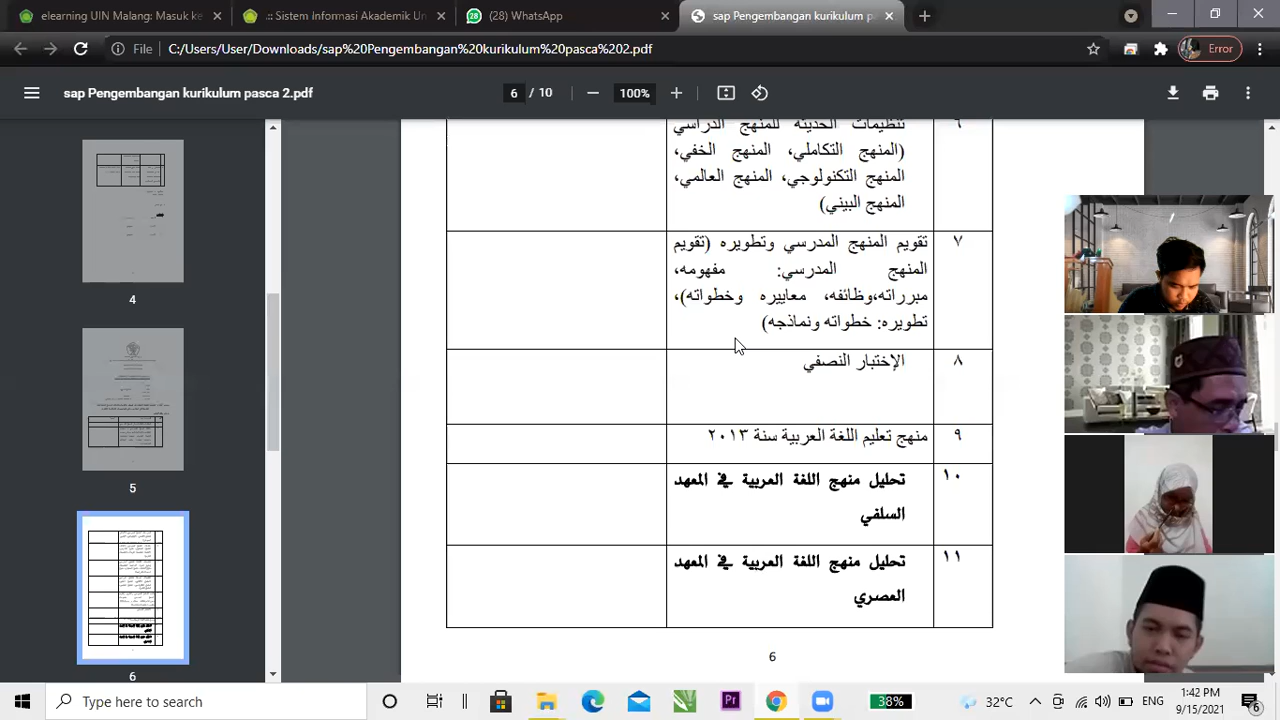 elearning UIN Malang: Masuk ke
:: Sistem Informasi Akademik Un
(28) WhatsApp
sap Pengembangan kurikulum pa
File
C:/Users/User/Downloads/sap%20Pengembangan%20kurikulum%20pasca%202.pdf
Error
sap Pengembangan kurikulum pasca 2.pdf
6 / 10
100%
٦
تنظيمات الحديثة للمنهج الدراسي
(المنهج التكاملي، المنهج الخفي،
المنهج التكنولوجي، المنهج العالمي،
المنهج البيني)
٧
تقويم المنهج المدرسي وتطويره (تقويم
المنهج المدرسي: مفهومه،
مبرراته،وظائفه، معاييره وخطواته)،
تطويره: خطواته ونماذجه)
٨
الإختبار النصفي
٩
منهج تعليم اللغة العربية سنة ٢٠١٣
١٠
تحليل منهج اللغة العربية في المعهد
السلفي
١١
تحليل منهج اللغة العربية في المعهد
العصري
6
4
5
6
Type here to search
38%
32°C
ENG
1:42 PM
9/15/2021
6